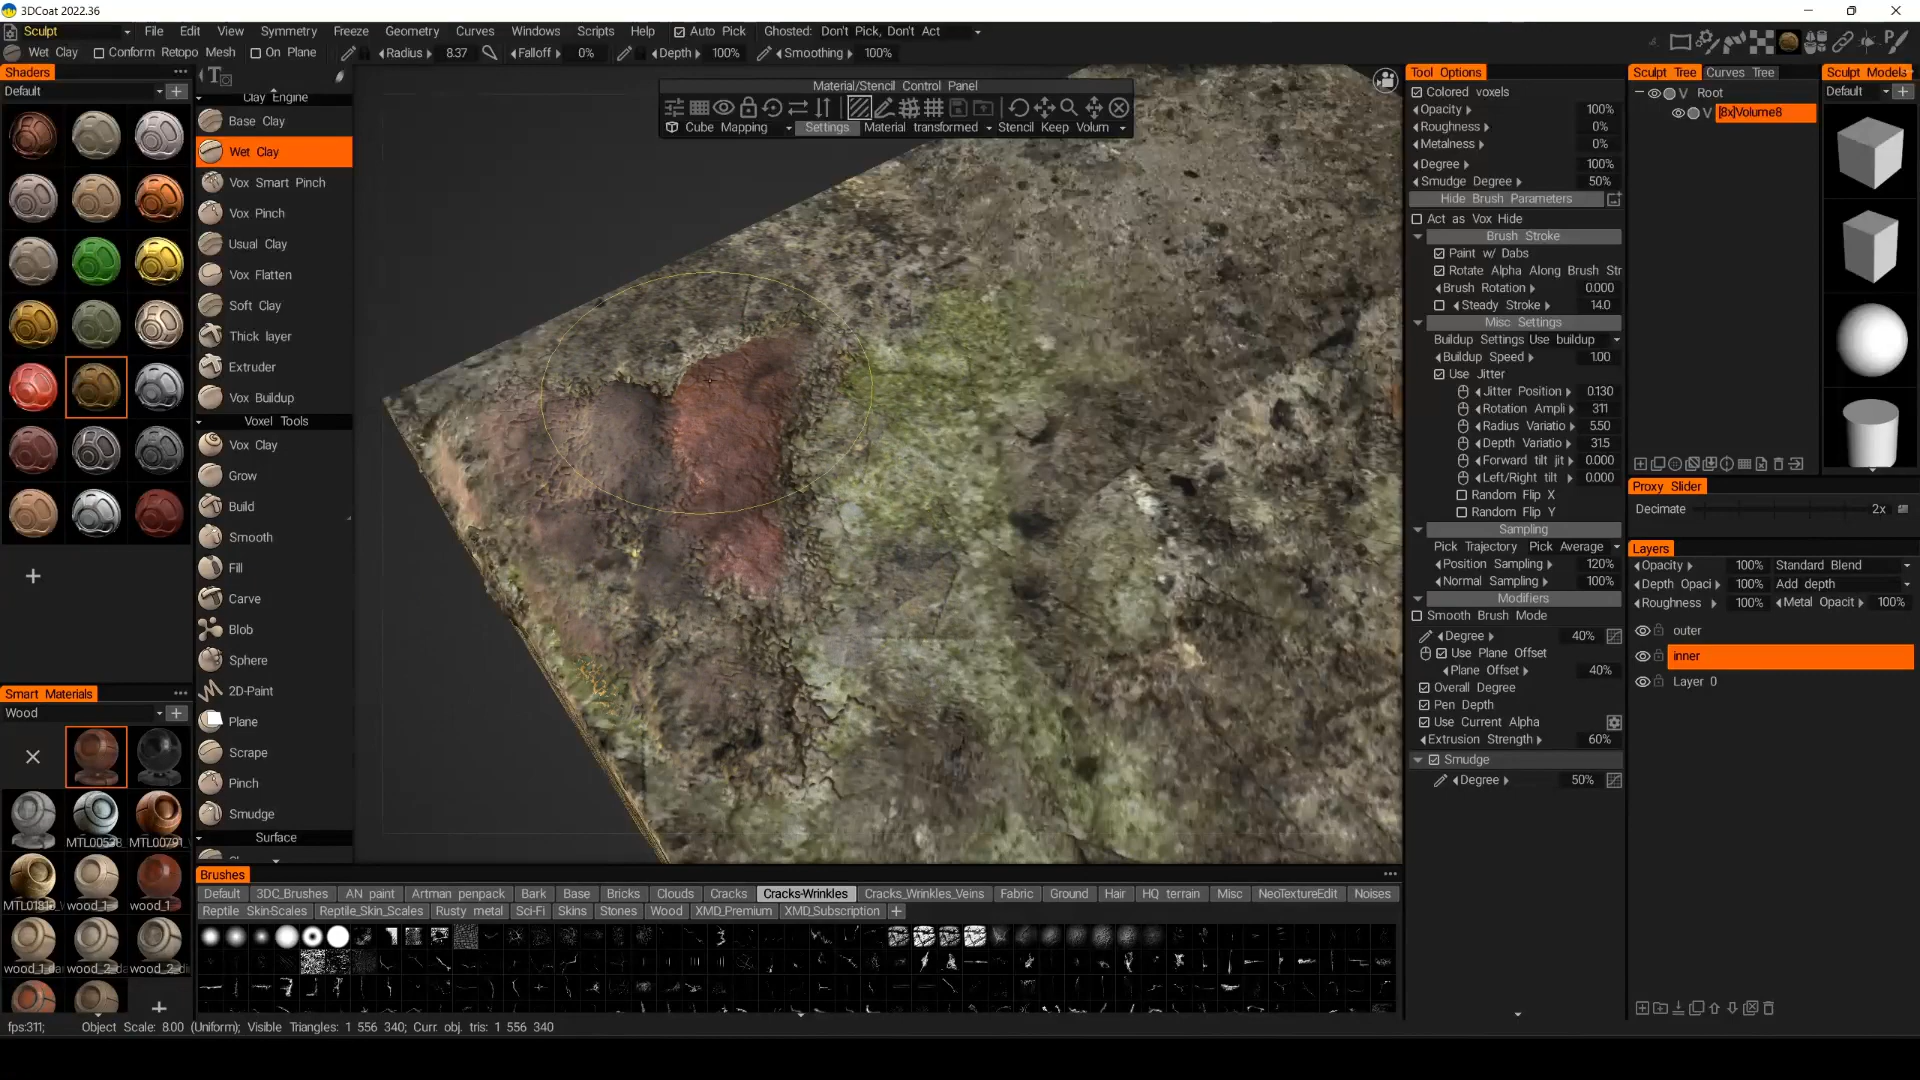 3DCoat 2022.36
Sculpt File Edit View Symmetry Freeze Geometry Curves Windows Scripts Help Auto Pick Ghosted: Don't Pick, Don't Act
Wet Clay Conform Retopo Mesh On Plane Radius 8.37 Falloff 0% Depth 100% Smoothing 100%
Shaders
Default
Clay Engine
Base Clay
Wet Clay
Vox Smart Pinch
Vox Pinch
Usual Clay
Vox Flatten
Soft Clay
Thick layer
Extruder
Vox Buildup
Voxel Tools
Vox Clay
Grow
Build
Smooth
Fill
Carve
Blob
Sphere
2D-Paint
Plane
Scrape
Pinch
Smudge
Surface
Smart Materials
Wood
MTL00538_ MTL00791_
MTL01813_ wood_1 wood_1
wood_1_da wood_2_da wood_2_di
Material/Stencil Control Panel
Cube Mapping Settings Material transformed Stencil Keep Volum
Tool Options
Colored voxels
Opacity 100%
Roughness 0%
Metalness 0%
Degree 100%
Smudge Degree 50%
Hide Brush Parameters
Act as Vox Hide
Brush Stroke
Paint w/ Dabs
Rotate Alpha Along Brush Str
Brush Rotation 0.000
Steady Stroke 14.0
Misc Settings
Buildup Settings Use buildup
Buildup Speed 1.00
Use Jitter
Jitter Position 0.130
Rotation Ampli 311
Radius Variatio 5.50
Depth Variatio 31.5
Forward tilt jit 0.000
Left/Right tilt 0.000
Random Flip X
Random Flip Y
Sampling
Pick Trajectory Pick Average
Position Sampling 120%
Normal Sampling 100%
Modifiers
Smooth Brush Mode
Degree 40%
Use Plane Offset
Plane Offset 40%
Overall Degree
Pen Depth
Use Current Alpha
Extrusion Strength 60%
Smudge
Degree 50%
Sculpt Tree Curves Tree
Root
V [8x]Volume8
Sculpt Models
Default
Proxy Slider
Decimate 2x
Layers
Opacity 100% Standard Blend
Depth Opaci 100% Add depth
Roughness 100% Metal Opacit 100%
outer
inner
Layer 0
Brushes
Default 3DC_Brushes AN paint Artman penpack Bark Base Bricks Clouds Cracks Cracks-Wrinkles Cracks_Wrinkles_Veins Fabric Ground Hair HQ terrain Misc NeoTextureEdit Noises
Reptile Skin-Scales Reptile_Skin_Scales Rusty metal Sci-Fi Skins Stones Wood XMD_Premium XMD_Subscription
fps:311; Object Scale: 8.00 (Uniform); Visible Triangles: 1 556 340; Curr. obj. tris: 1 556 340